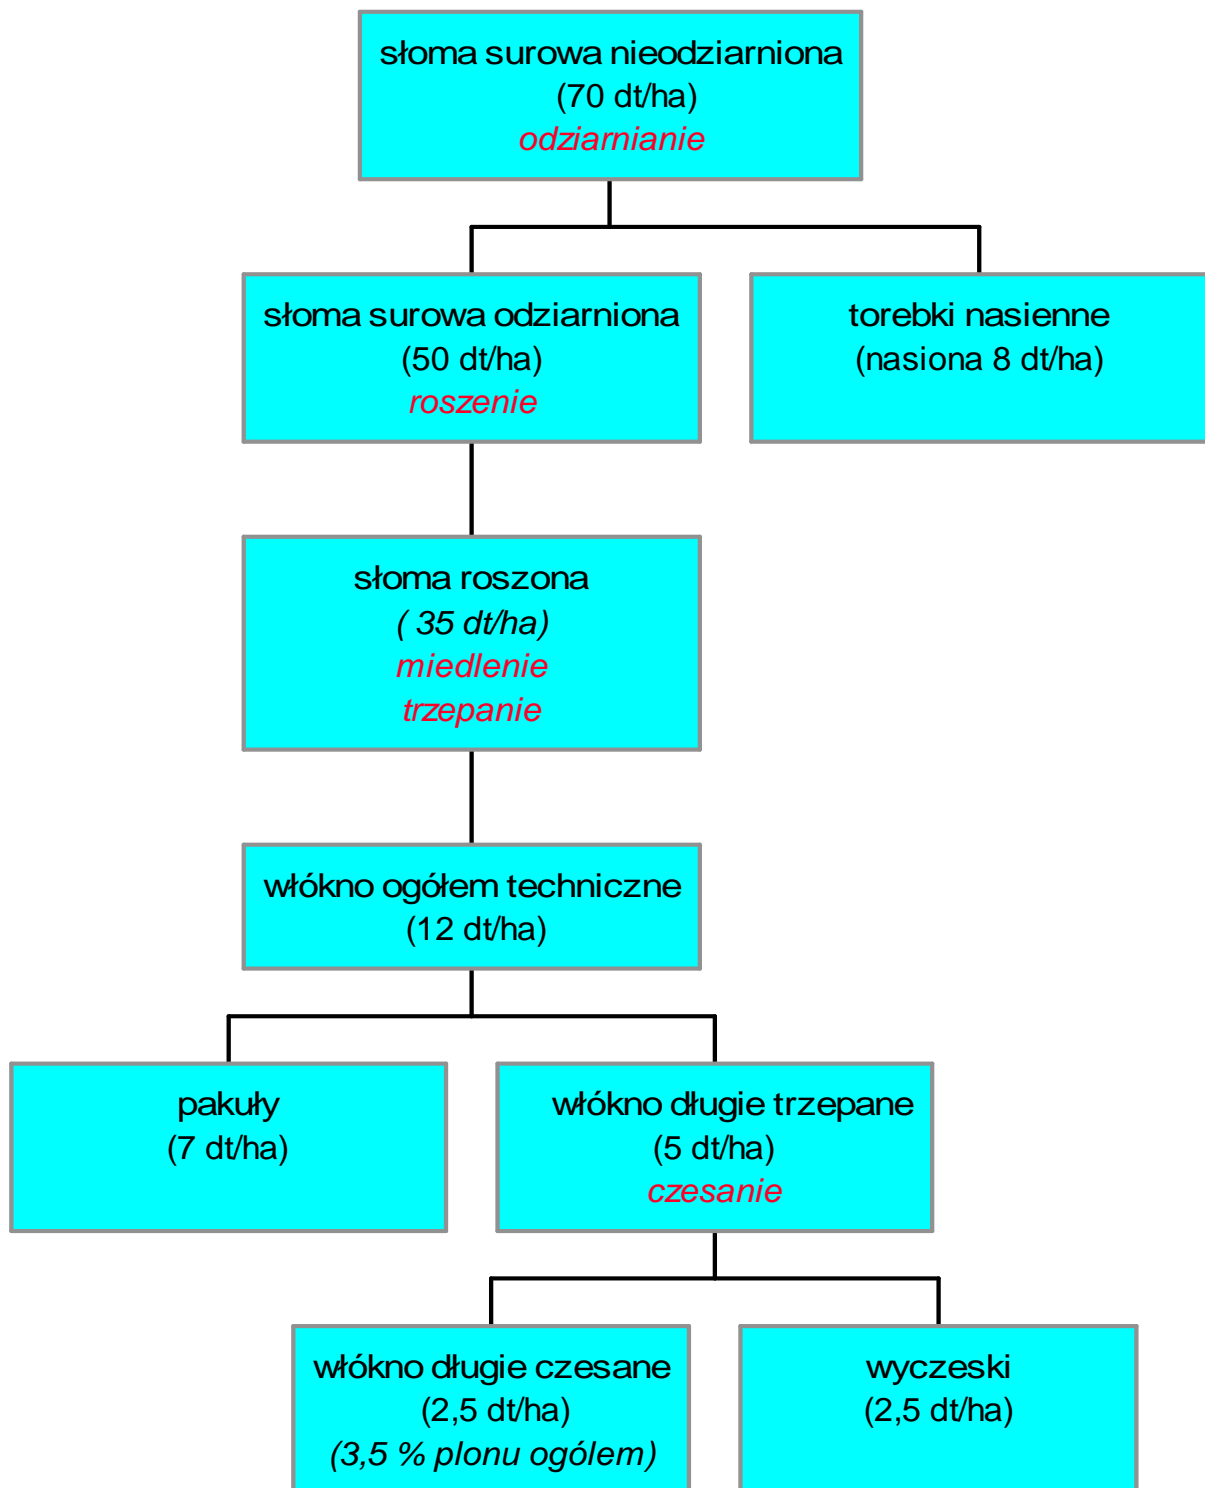 słoma surowa nieodziarniona
(70 dt/ha)
odziarnianie
słoma surowa odziarniona
(50 dt/ha)
roszenie
torebki nasienne
(nasiona 8 dt/ha)
słoma roszona
( 35 dt/ha)
miedlenie
trzepanie
włókno ogółem techniczne
(12 dt/ha)
pakuły
(7 dt/ha)
włókno długie trzepane
(5 dt/ha)
czesanie
włókno długie czesane
(2,5 dt/ha)
(3,5 % plonu ogólem)
wyczeski
(2,5 dt/ha)